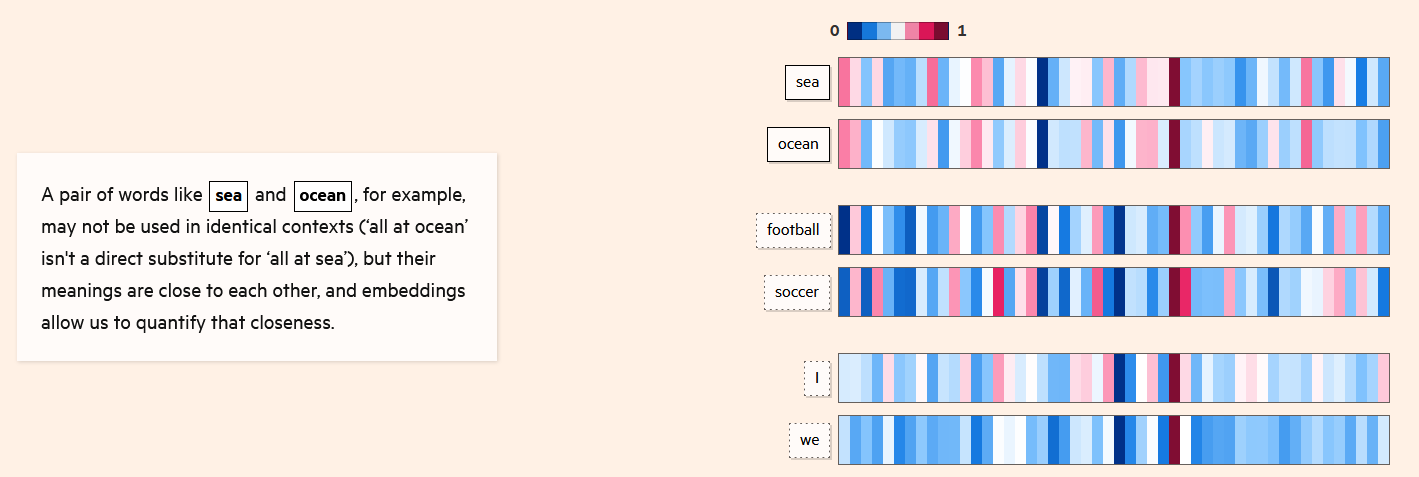 0 1
sea
ocean
A pair of words like sea and ocean, for example,
may not be used in identical contexts (‘all at ocean’
isn't a direct substitute for ‘all at sea’), but their
meanings are close to each other, and embeddings
allow us to quantify that closeness.
football
soccer
I
we